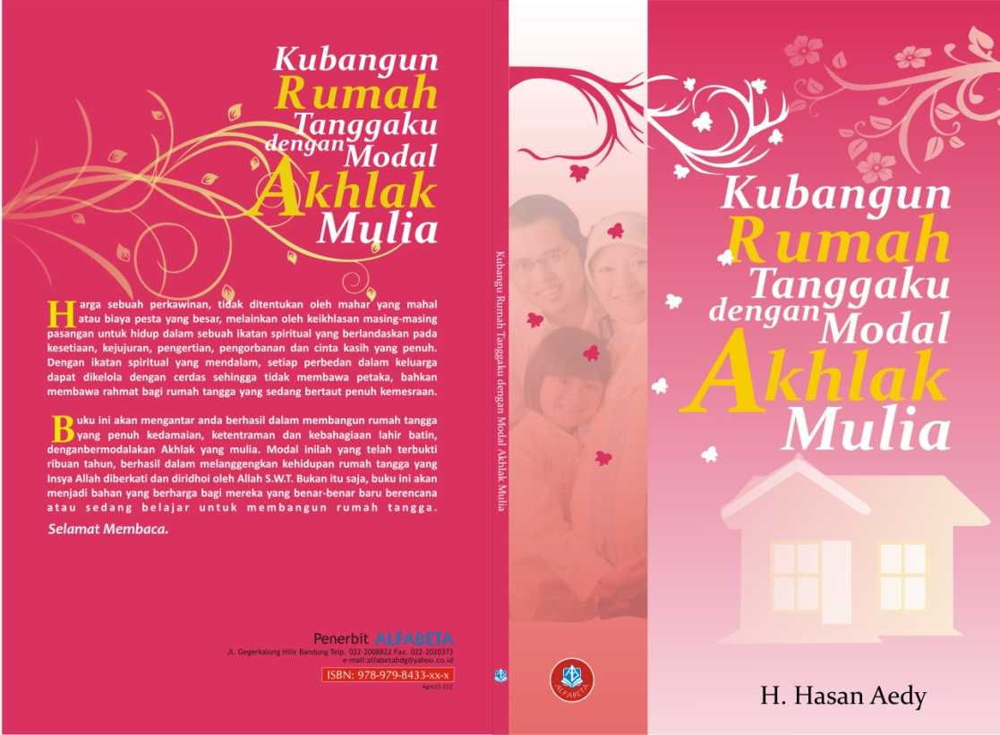 Kubangun
Rumah
Tanggaku
dengan Modal
Akhlak
Mulia
Harga sebuah perkawinan, tidak ditentukan oleh mahar yang mahal
atau biaya pesta yang besar, melainkan oleh keikhlasan masing-masing
pasangan untuk hidup dalam sebuah ikatan spiritual yang berlandaskan pada
kesetiaan, kejujuran, pengertian, pengorbanan dan cinta kasih yang penuh.
Dengan ikatan spiritual yang mendalam, setiap perbedan dalam keluarga
dapat dikelola dengan cerdas sehingga tidak membawa petaka, bahkan
membawa rahmat bagi rumah tangga yang sedang bertaut penuh kemesraan.
Buku ini akan mengantar anda berhasil dalam membangun rumah tangga
yang penuh kedamaian, ketentraman dan kebahagiaan lahir batin,
denganbermodalakan Akhlak yang mulia. Modal inilah yang telah terbukti
ribuan tahun, berhasil dalam melanggengkan kehidupan rumah tangga yang
Insya Allah diberkati dan diridhoi oleh Allah S.W.T. Bukan itu saja, buku ini akan
menjadi bahan yang berharga bagi mereka yang benar-benar baru berencana
atau sedang belajar untuk membangun rumah tangga.
Selamat Membaca.
Penerbit ALFABETA
Jl. Gegerkalong Hilir Bandung Telp. 022-2008822 Fax. 022-2020373
e-mail:alfabetabdg@yahoo.co.id
ISBN: 978-979-8433-xx-x
Agm11-152
Kubangu Rumah Tanggaku dengan Modal Akhlak Mulia
ALFABETA
Kubangun
Rumah
Tanggaku
dengan Modal
Akhlak
Mulia
H. Hasan Aedy